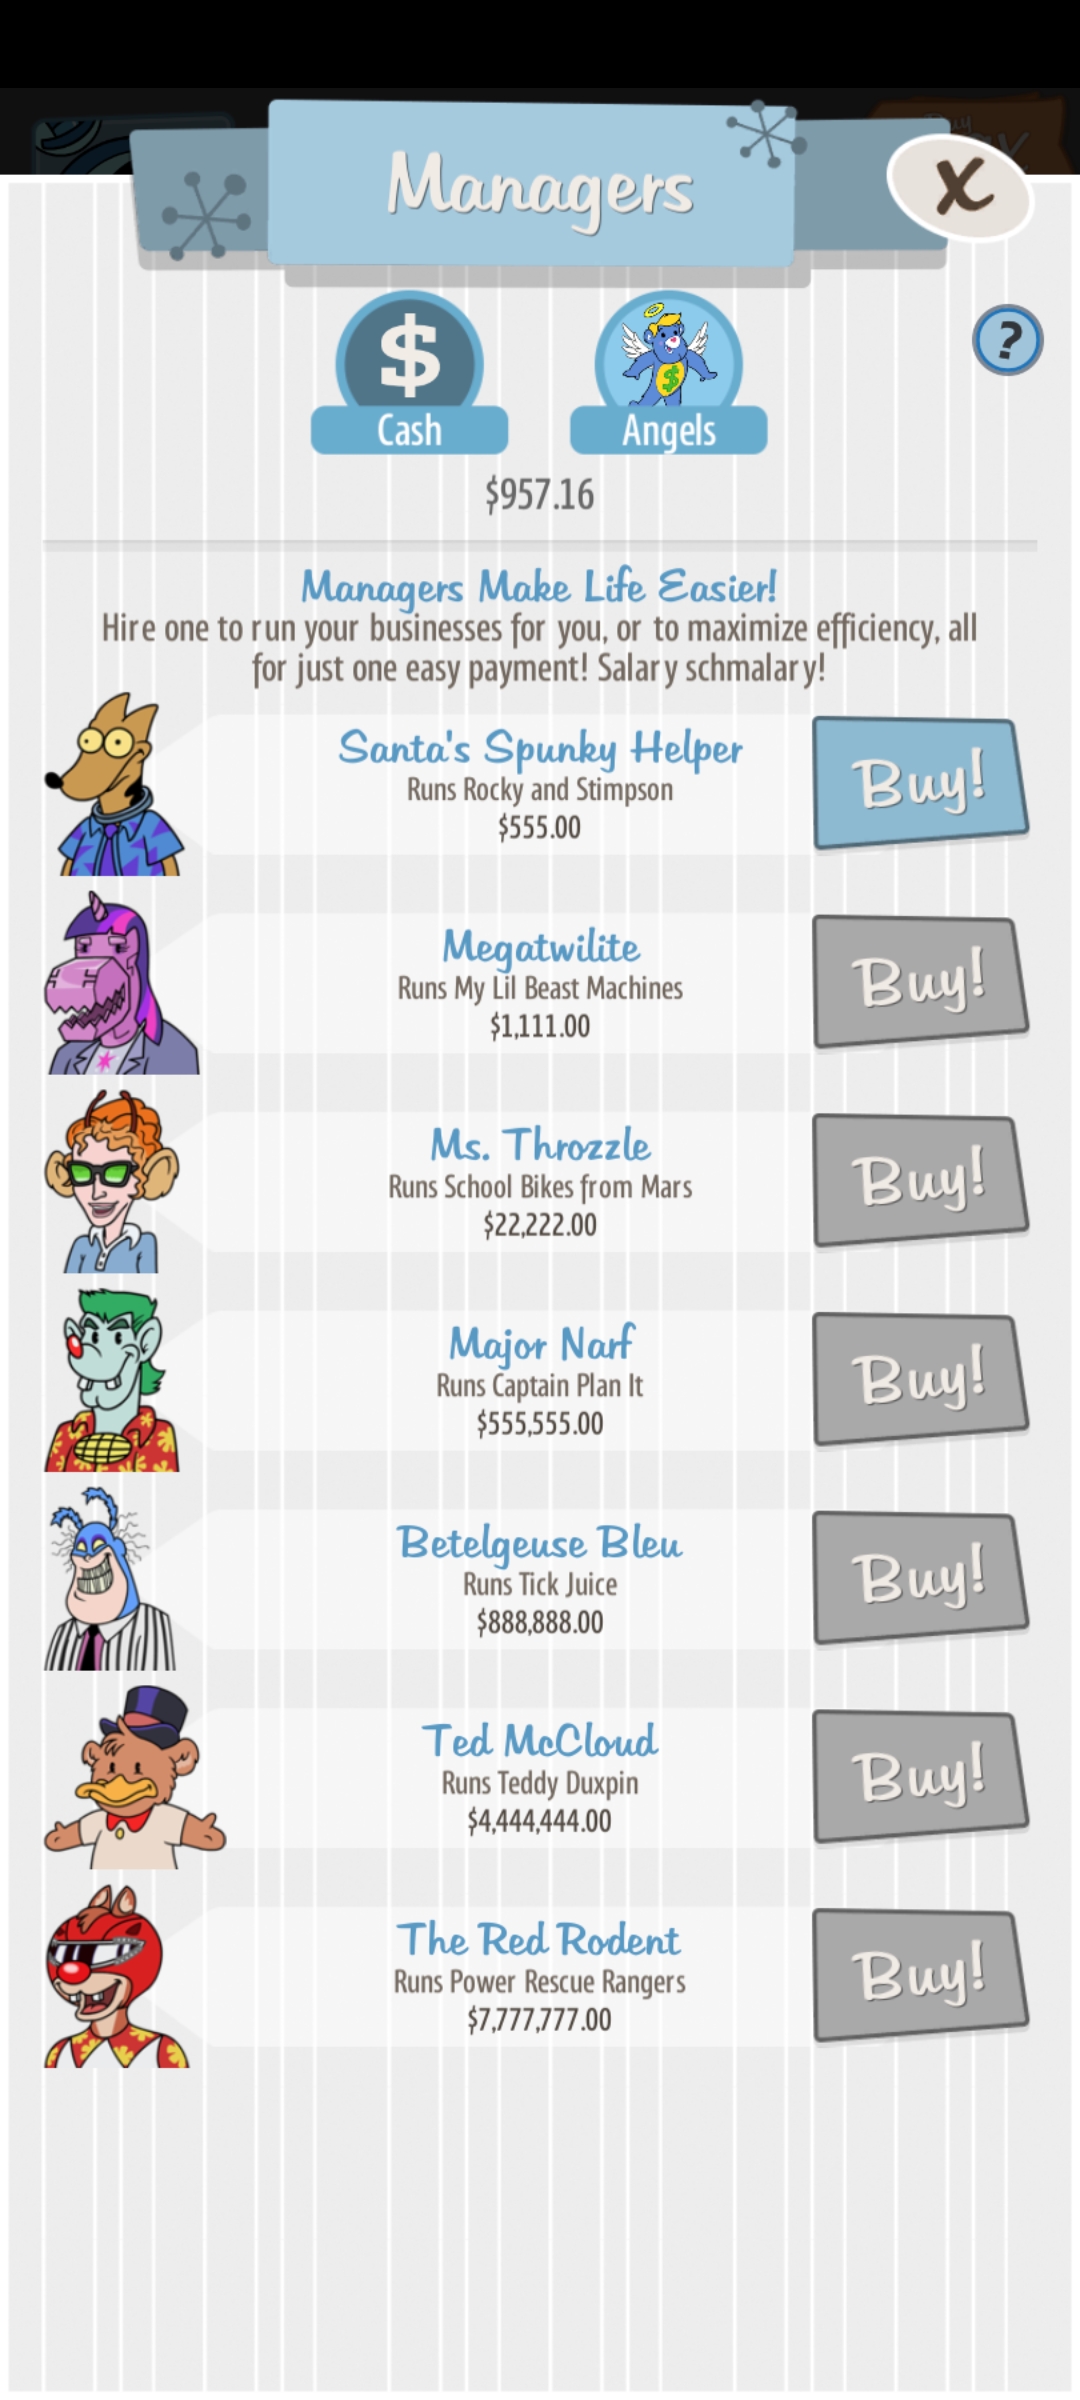 Managers
X
$
?
$
Cash
Angels
$957.16
Managers Make Life Easier!
Hire one to run your businesses for you, or to maximize efficiency, all
for just one easy payment! Salary schmalary!
Santa's Spunky Helper
Runs Rocky and Stimpson
$555.00
Buy!
Megatwilite
Runs My Lil Beast Machines
$1,111.00
Buy!
Ms. Throzzle
Runs School Bikes from Mars
$22,222.00
Buy!
Major Narf
Runs Captain Plan It
$555,555.00
Buy!
Betelgeuse Bleu
Runs Tick Juice
$888,888.00
Buy!
Ted McCloud
Runs Teddy Duxpin
$4,444,444.00
Buy!
The Red Rodent
Runs Power Rescue Rangers
$7,777,777.00
Buy!